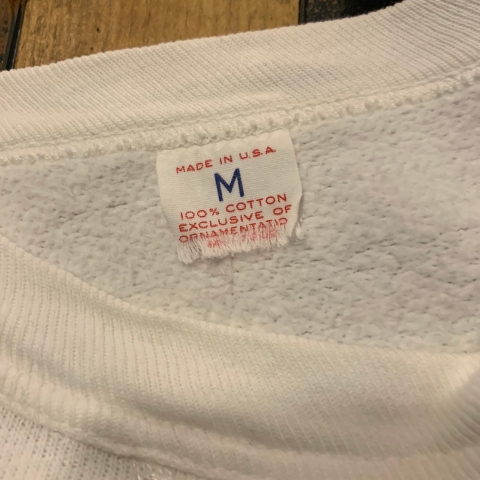 MADE IN U.S.A.
M
100% COTTON
EXCLUSIVE OF
ORNAMENTATIO